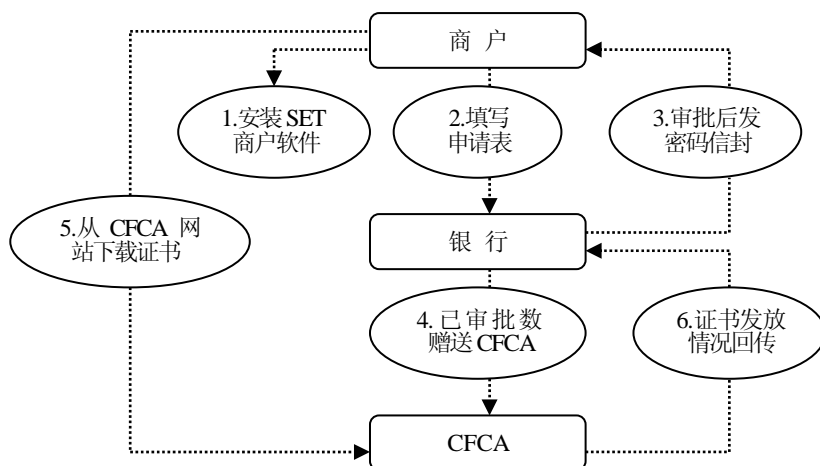 商 户
1.安装 SET
商户软件
2.填写
申请表
3.审批后发
密码信封
5.从 CFCA 网
站下载证书
银 行
4. 已审批数
赠送 CFCA
6.证书发放
情况回传
CFCA